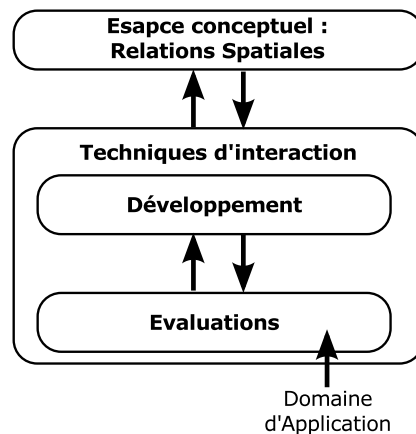 Esapce conceptuel :
Relations Spatiales
Techniques d'interaction
Développement
Evaluations
Domaine
d'Application